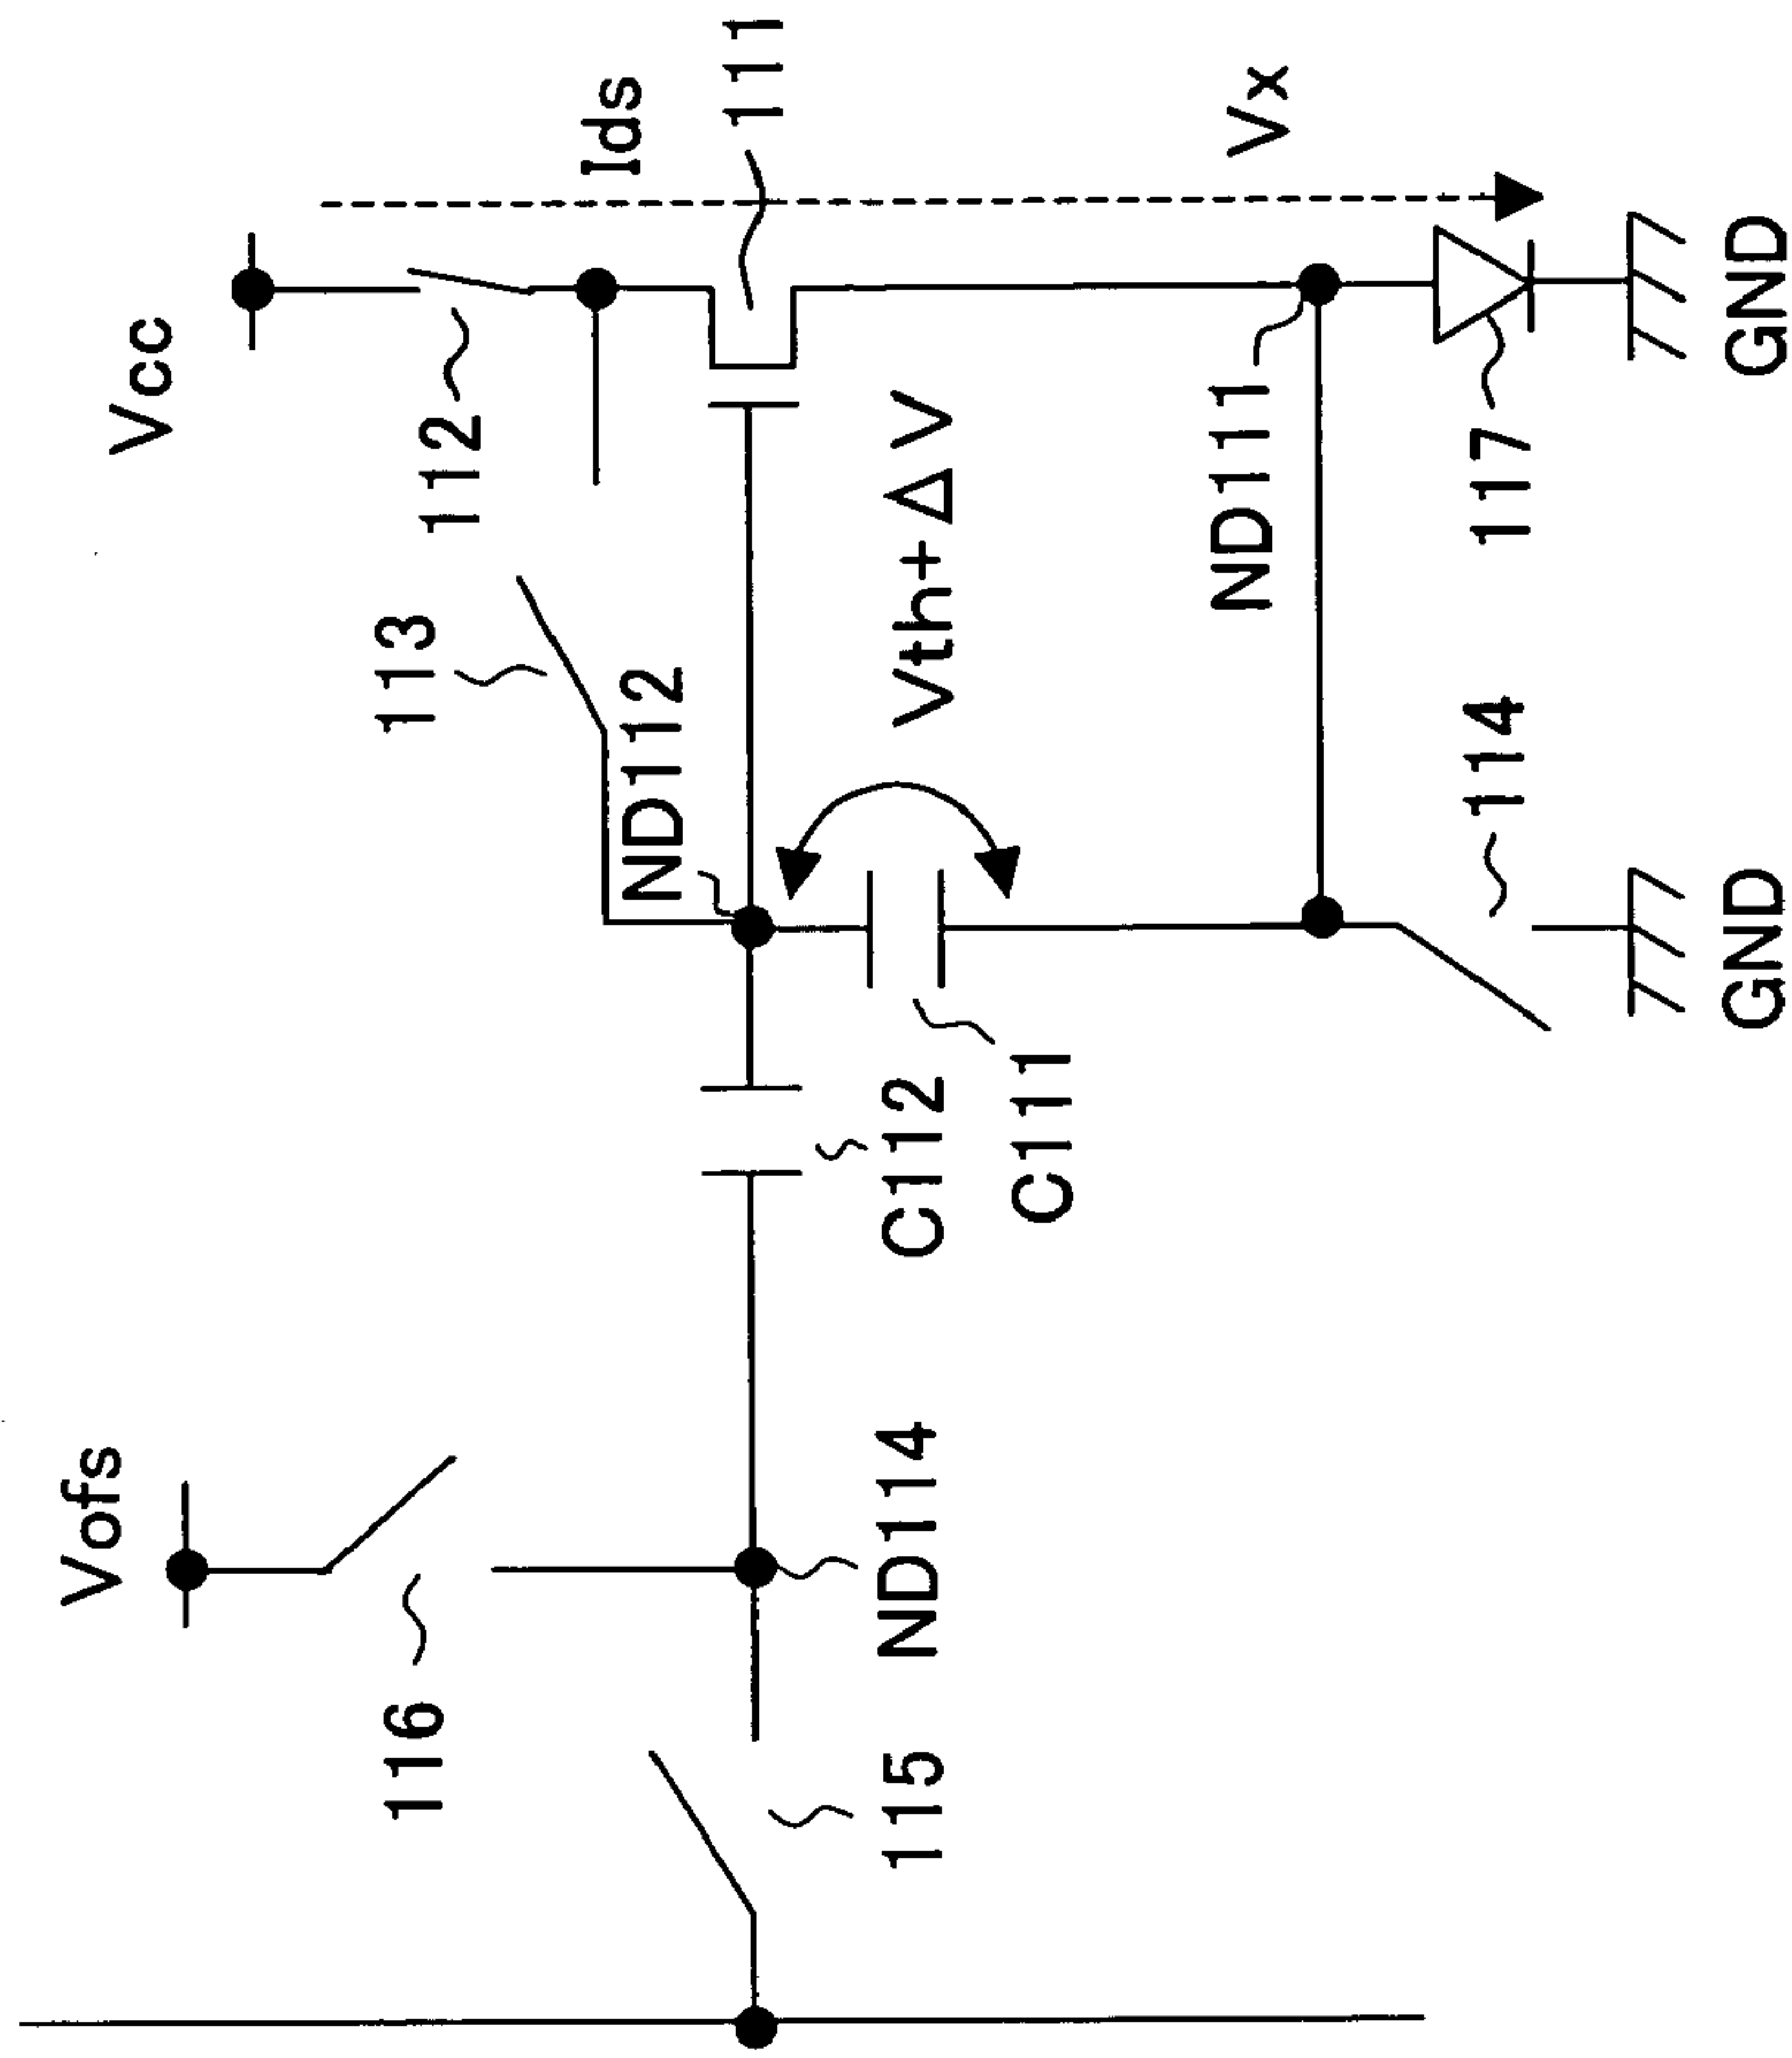 Vcc
Vofs
112
Ids
111
113
116
ND112
Vth+ΔV
Vx
ND111
115
ND114
C112
C111
114
117
GND
GND